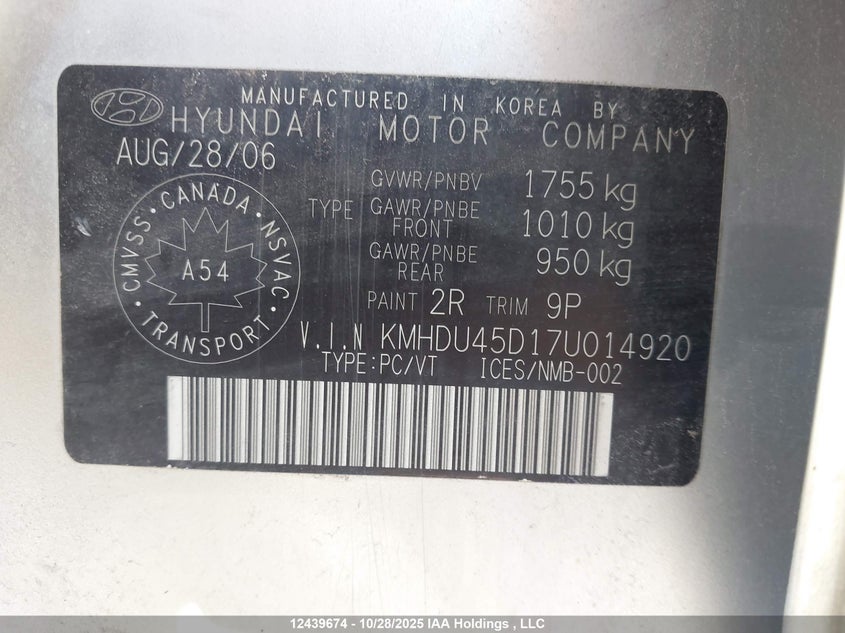 MANUFACTURED IN KOREA BY
HYUNDAI MOTOR COMPANY
AUG/28/06
GVWR/PNBV 1755 kg
TYPE GAWR/PNBE FRONT 1010 kg
GAWR/PNBE REAR 950 kg
CMVSS · CANADA · NSVAC · TRANSPORT ·
A54
PAINT 2R TRIM 9P
V.I.N KMHDU45D17U014920
TYPE:PC/VT ICES/NMB-002
12439674 - 10/28/2025 IAA Holdings , LLC